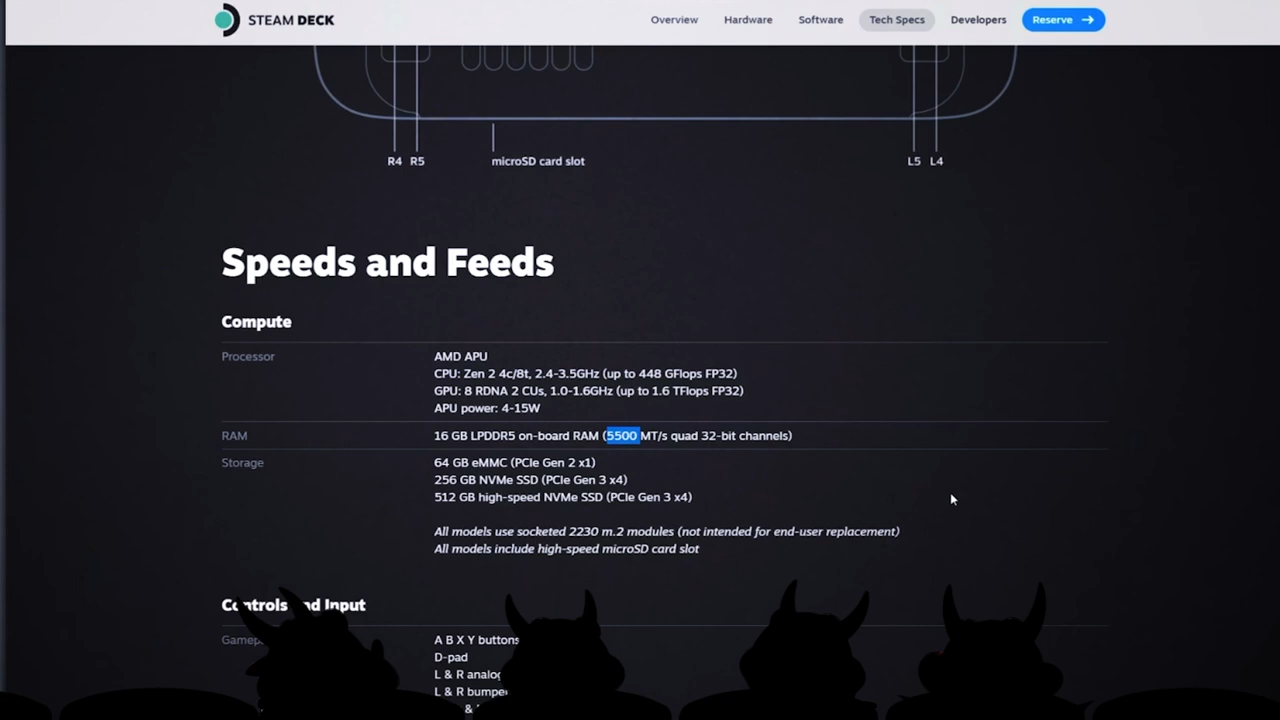 STEAM DECK
Overview Hardware Software Tech Specs Developers Reserve
R4 R5 microSD card slot L5 L4
Speeds and Feeds
Compute
Processor AMD APU
CPU: Zen 2 4c/8t, 2.4-3.5GHz (up to 448 GFlops FP32)
GPU: 8 RDNA 2 CUs, 1.0-1.6GHz (up to 1.6 TFlops FP32)
APU power: 4-15W
RAM 16 GB LPDDR5 on-board RAM (5500 MT/s quad 32-bit channels)
Storage 64 GB eMMC (PCIe Gen 2 x1)
256 GB NVMe SSD (PCIe Gen 3 x4)
512 GB high-speed NVMe SSD (PCIe Gen 3 x4)
All models use socketed 2230 m.2 modules (not intended for end-user replacement)
All models include high-speed microSD card slot
Controls and Input
A B X Y buttons
D-pad
L & R
L & R
&